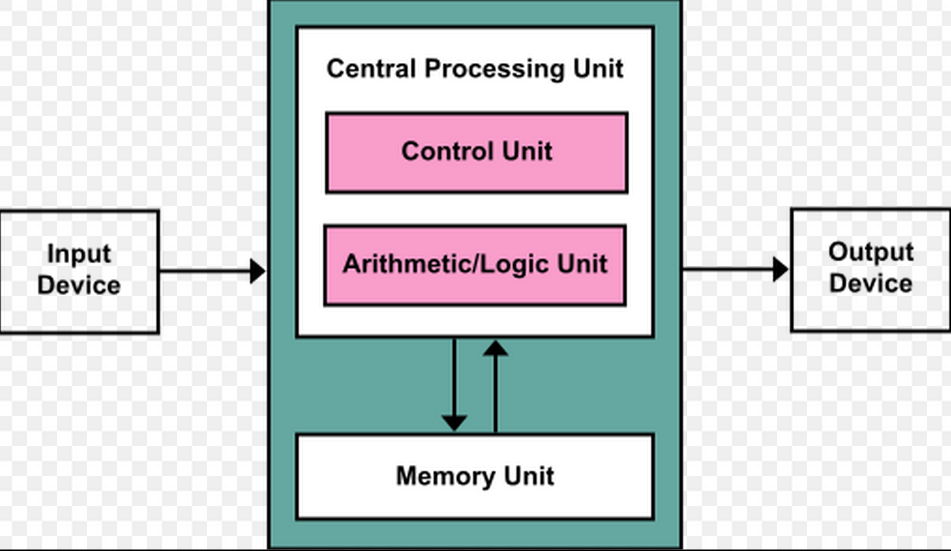 Central Processing Unit
Control Unit
Arithmetic/Logic Unit
Input
Device
Output
Device
Memory Unit